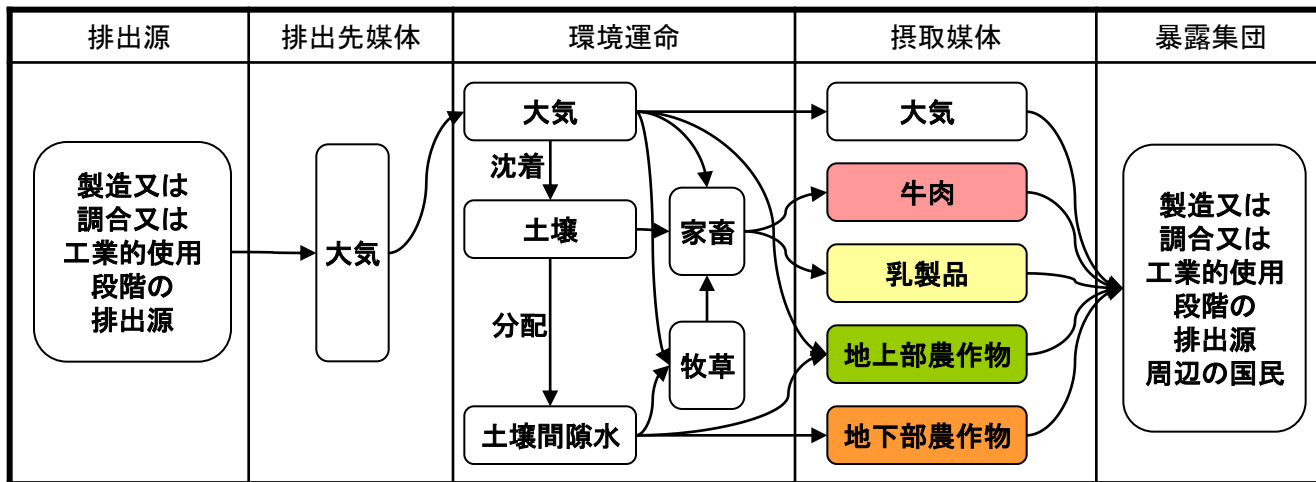 排出源
排出先媒体
環境運命
摂取媒体
暴露集団
製造又は
調合又は
工業的使用
段階の
排出源
大気
大気
沈着
土壌
分配
土壌間隙水
家畜
牧草
大気
牛肉
乳製品
地上部農作物
地下部農作物
製造又は
調合又は
工業的使用
段階の
排出源
周辺の国民